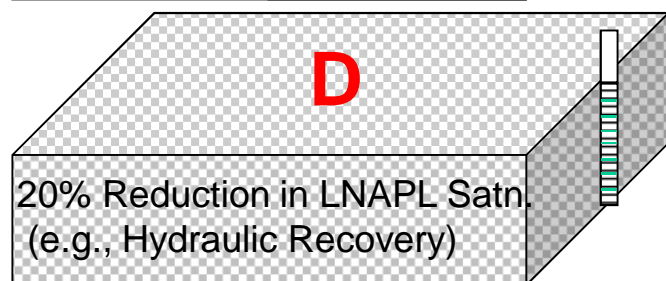 D
20% Reduction in LNAPL Satn.
(e.g., Hydraulic Recovery)